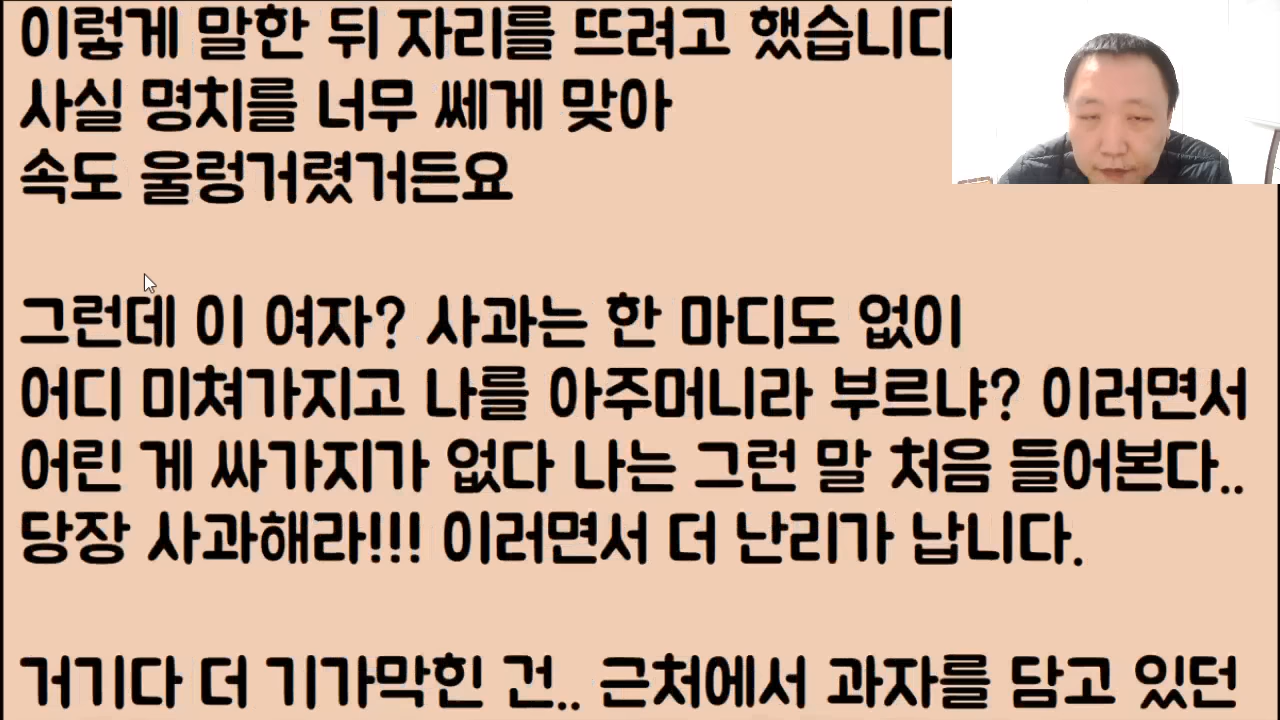 이렇게 말한 뒤 자리를 뜨려고 했습니다
사실 명치를 너무 쎄게 맞아
속도 울렁거렸거든요
그런데 이 여자? 사과는 한 마디도 없이
어디 미쳐가지고 나를 아주머니라 부르냐? 이러면서
어린 게 싸가지가 없다 나는 그런 말 처음 들어본다..
당장 사과해라!!! 이러면서 더 난리가 납니다.
거기다 더 기가막힌 건.. 근처에서 과자를 담고 있던